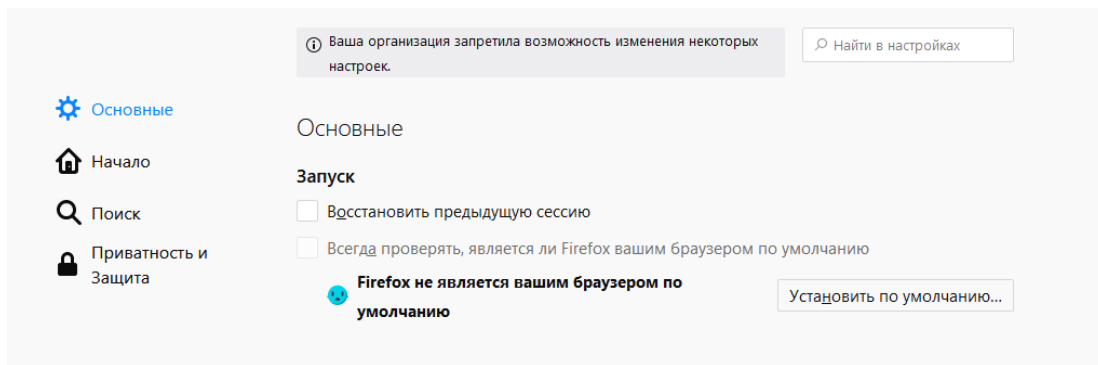 Ваша организация запретила возможность изменения некоторых
настроек.
Найти в настройках
Основные
Начало
Поиск
Приватность и
Защита
Основные
Запуск
Восстановить предыдущую сессию
Всегда проверять, является ли Firefox вашим браузером по умолчанию
Firefox не является вашим браузером по
умолчанию
Установить по умолчанию...